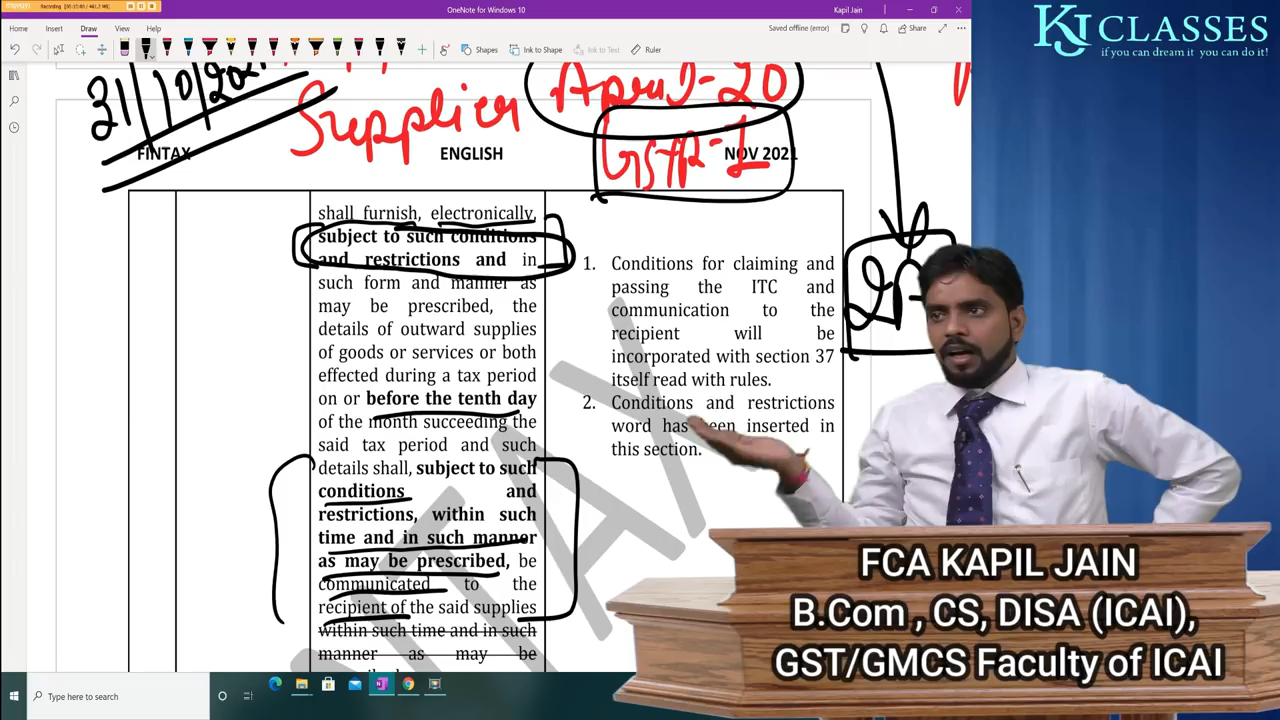 Recording
OneNote for Windows 10
Kapil Jain
Home Insert Draw View Help
Saved offline (error) Share
Shapes Ink to Shape Ink to Text Ruler
KJ CLASSES
if you can dream it you can do it!
31/10/202
Supplier
April-20
GSTR-1
FINTAX ENGLISH NOV 2021
shall furnish, electronically,
subject to such conditions
and restrictions and in
such form and manner as
may be prescribed, the
details of outward supplies
of goods or services or both
effected during a tax period
on or before the tenth day
of the month succeeding the
said tax period and such
details shall, subject to such
conditions and
restrictions, within such
time and in such manner
as may be prescribed, be
communicated to the
recipient of the said supplies
within such time and in such
manner as may be
1. Conditions for claiming and
passing the ITC and
communication to the
recipient will be
incorporated with section 37
itself read with rules.
2. Conditions and restrictions
word has been inserted in
this section.
NTAX
FCA KAPIL JAIN
B.Com , CS, DISA (ICAI),
GST/GMCS Faculty of ICAI
Type here to search